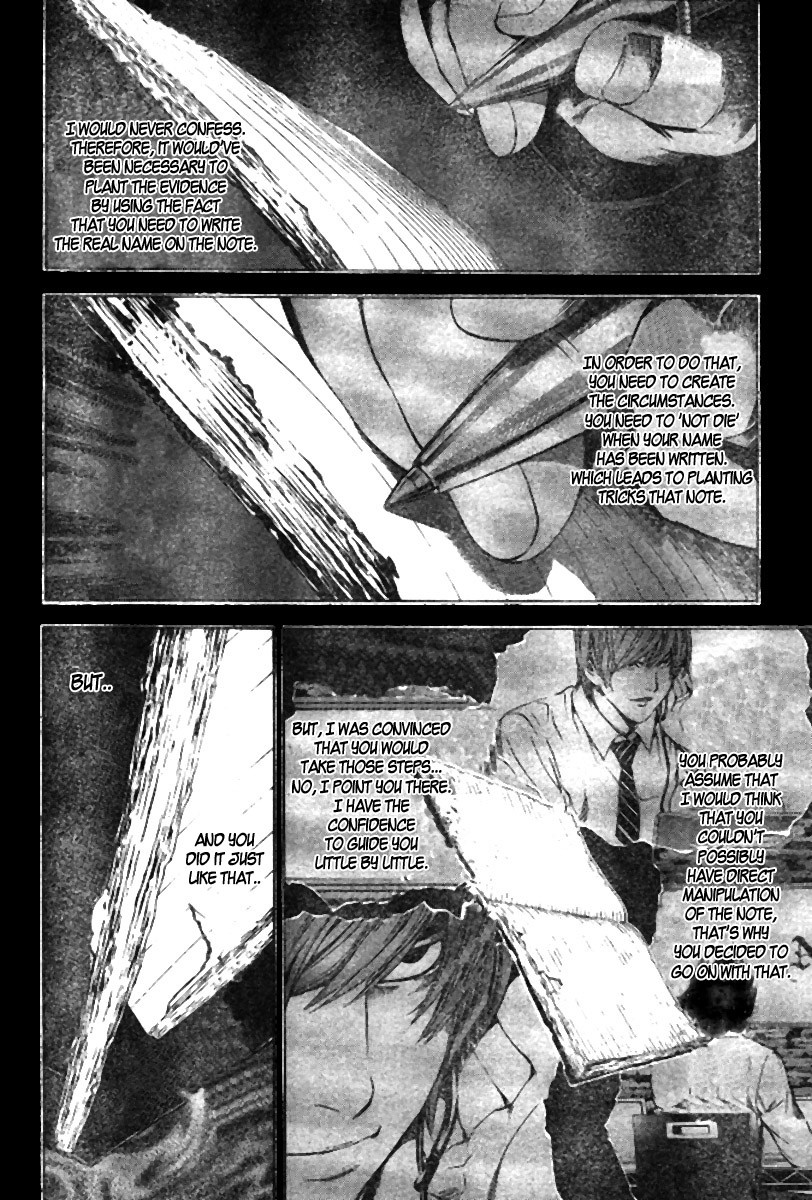 I WOULD NEVER CONFESS.
THEREFORE, IT WOULD'VE
BEEN NECESSARY TO
PLANT THE EVIDENCE
BY USING THE FACT
THAT YOU NEED TO WRITE
THE REAL NAME ON THE NOTE.
IN ORDER TO DO THAT,
YOU NEED TO CREATE
THE CIRCUMSTANCES.
YOU NEED TO 'NOT DIE'
WHEN YOUR NAME
HAS BEEN WRITTEN.
WHICH LEADS TO PLANTING
TRICKS THAT NOTE.
BUT..
AND YOU
DID IT JUST
LIKE THAT..
BUT, I WAS CONVINCED
THAT YOU WOULD
TAKE THOSE STEPS...
NO, I POINT YOU THERE.
I HAVE THE
CONFIDENCE
TO GUIDE YOU
LITTLE BY LITTLE.
YOU PROBABLY
ASSUME THAT
I WOULD THINK
THAT YOU
COULDN'T
POSSIBLY
HAVE DIRECT
MANIPULATION
OF THE NOTE,
THAT'S WHY
YOU DECIDED TO
GO ON WITH THAT.